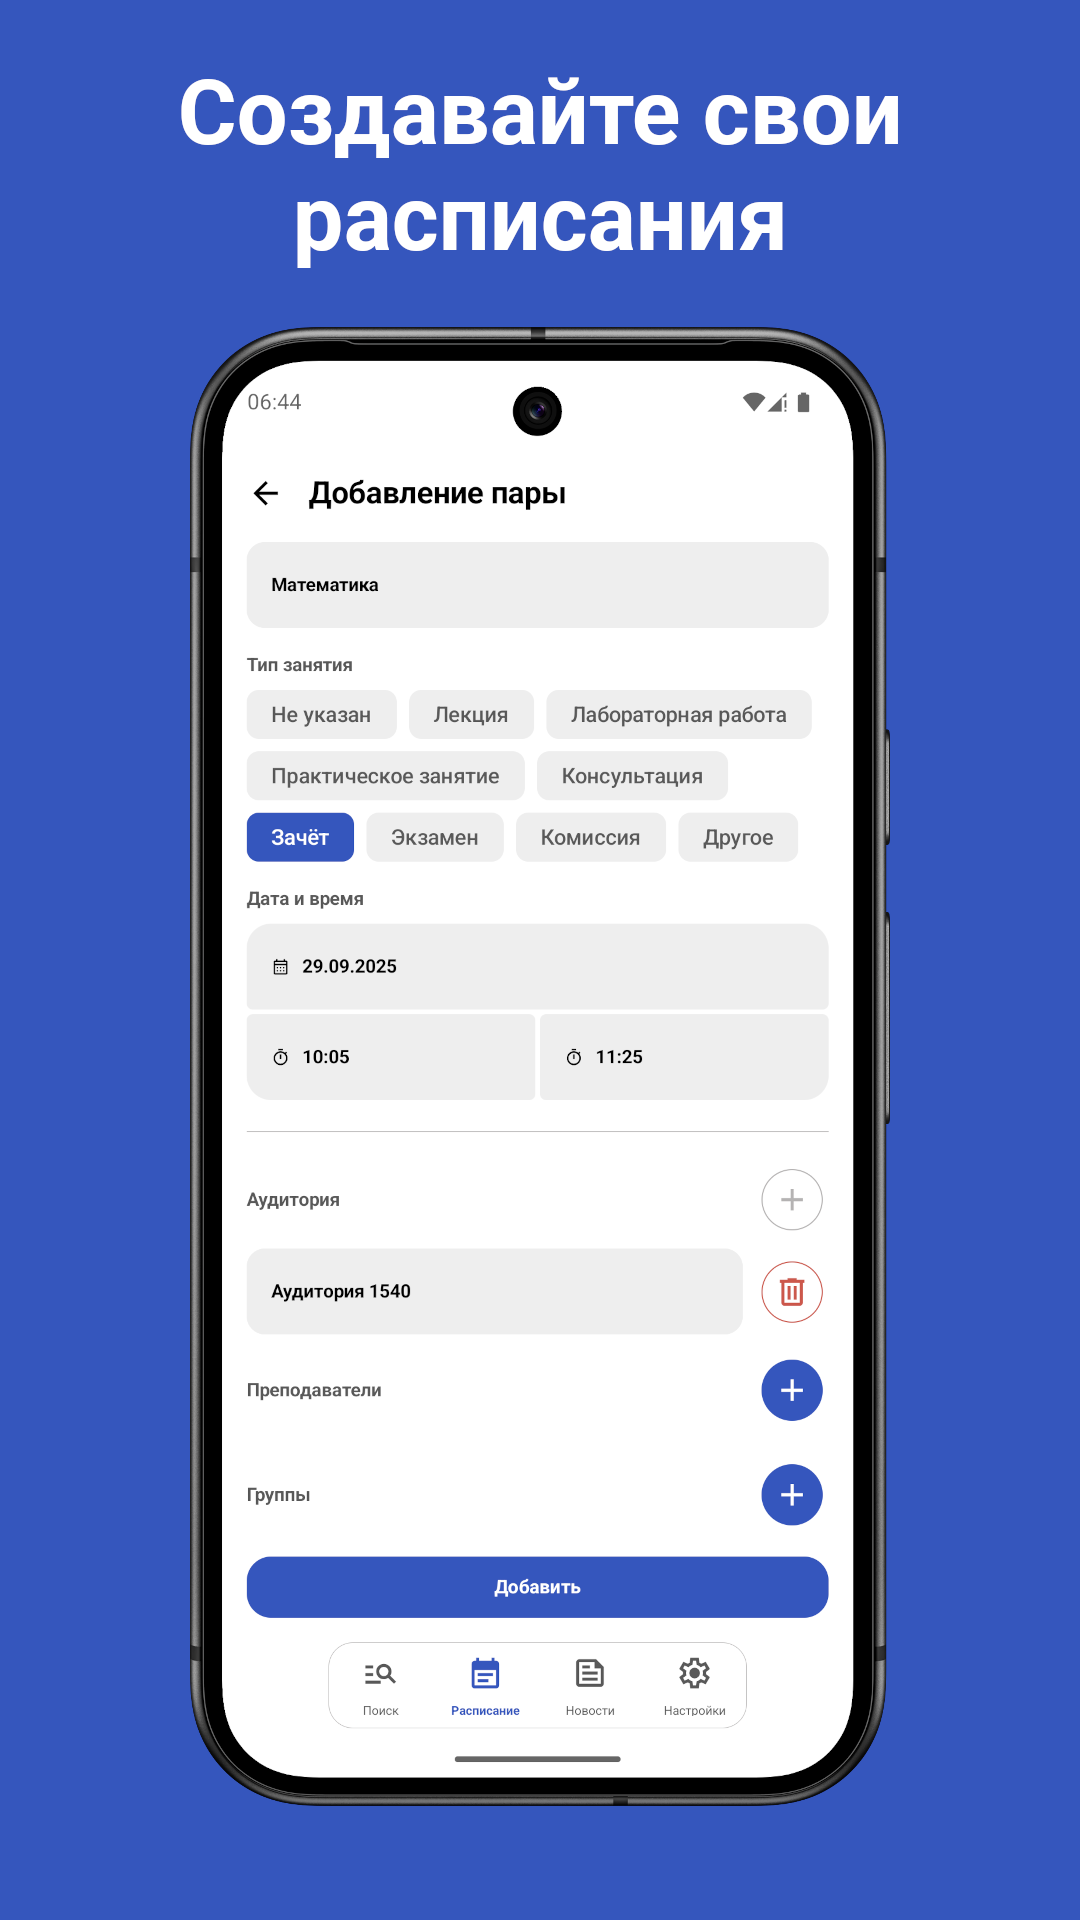 Создавайте свои
расписания
06:44
Добавление пары
Математика
Тип занятия
Не указан Лекция Лабораторная работа
Практическое занятие Консультация
Зачёт Экзамен Комиссия Другое
Дата и время
29.09.2025
10:05 11:25
Аудитория
Аудитория 1540
Преподаватели
Группы
Добавить
Поиск Расписание Новости Настройки